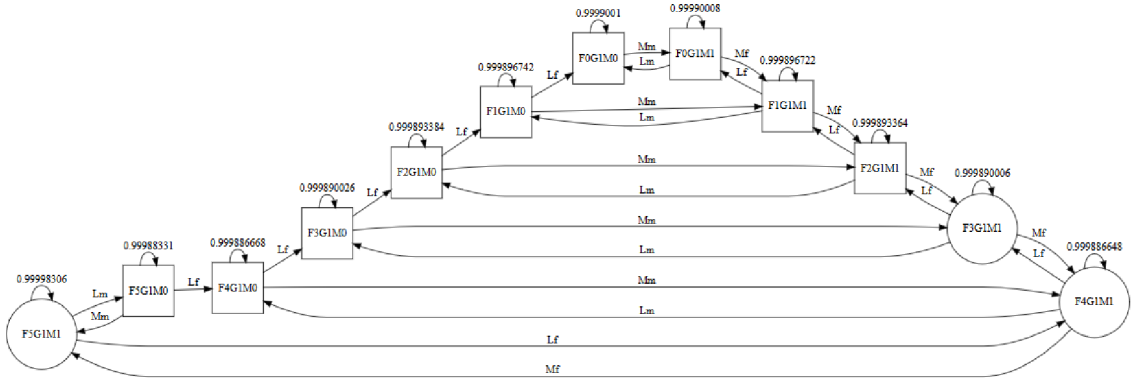 0.9999001
0.99990008
F0G1M0
Mm
Lm
F0G1M1
Mf
Lf
0.999896742
0.999896722
F1G1M0
Lf
Mm
Lm
F1G1M1
Mf
Lf
0.999893384
0.999893364
F2G1M0
Lf
Mm
Lm
F2G1M1
Mf
Lf
0.999890026
0.999890006
F3G1M0
Lf
Mm
Lm
F3G1M1
Mf
Lf
0.99998306
0.99988331
0.999886668
0.999886648
F5G1M1
Lm
Mm
F5G1M0
Lf
F4G1M0
Lf
Mm
Lm
F4G1M1
Lf
Mf